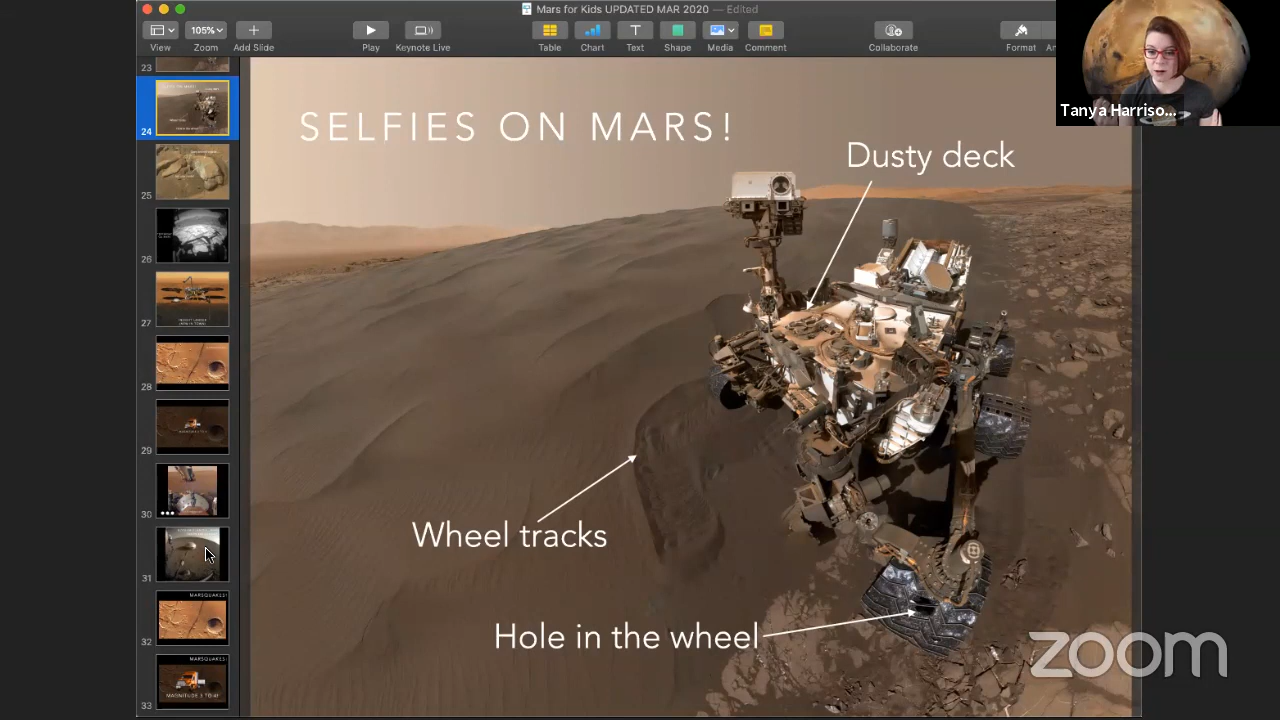 Mars for Kids UPDATED MAR 2020 — Edited
105%
View Zoom Add Slide Play Keynote Live Table Chart Text Shape Media Comment Collaborate Format
Tanya Harriso...
23
24
25
26
27
28
29
30
31
32
33
SELFIES ON MARS!
Dusty deck
Wheel tracks
Hole in the wheel
MARSQUAKES!
MARSQUAKES!
zoom